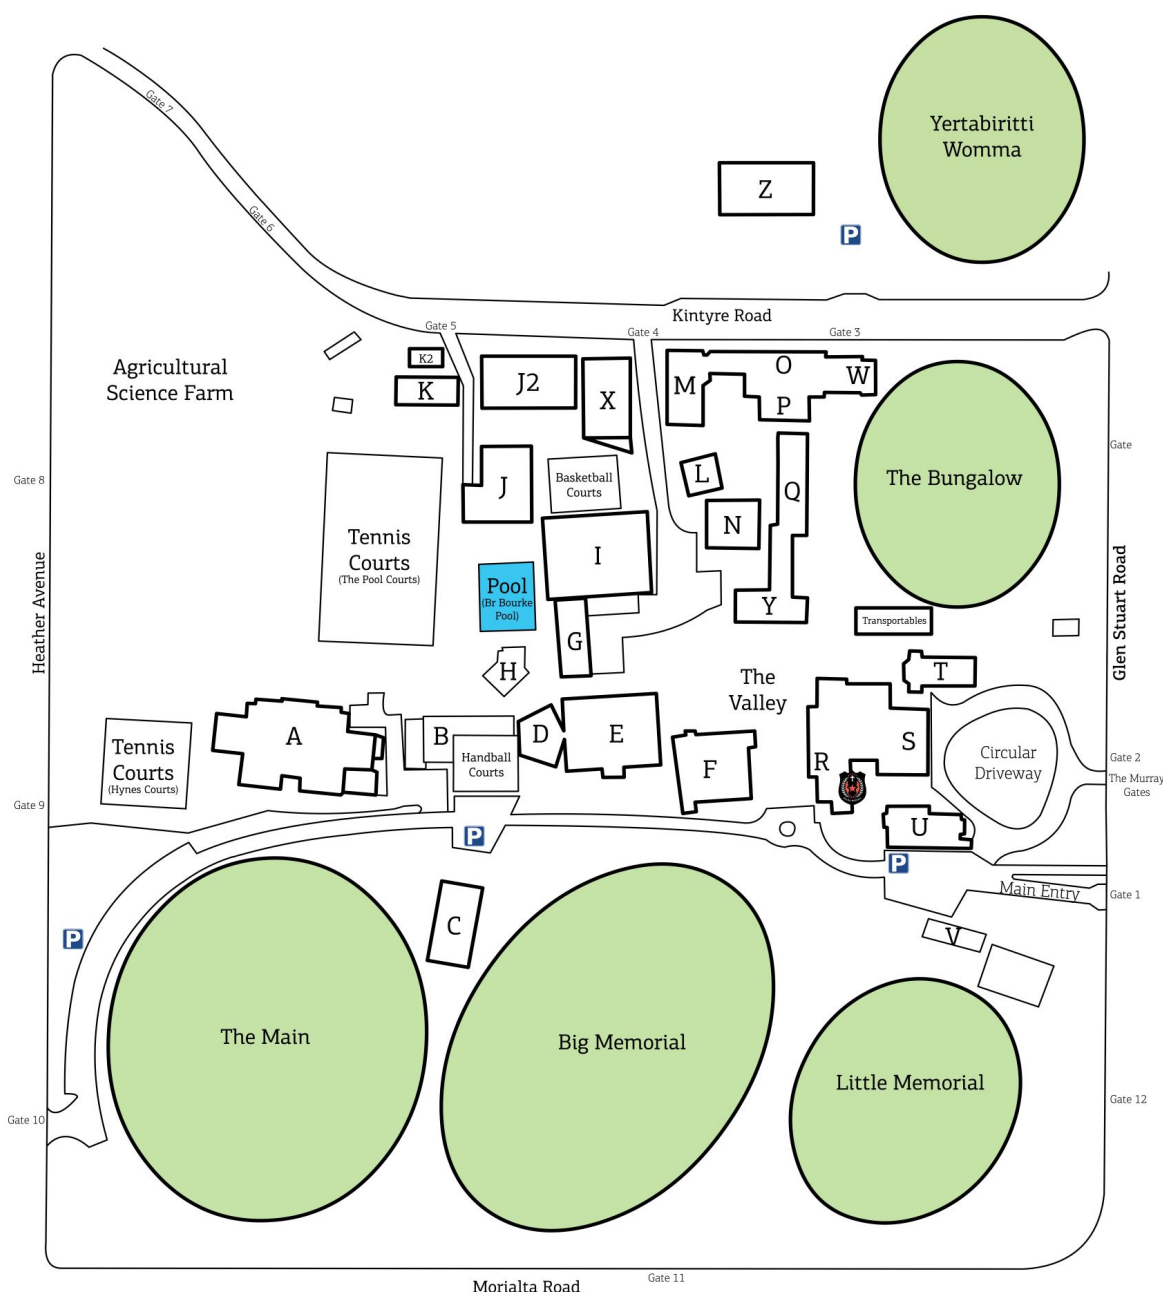 Yertabiritti
Womma
Gate 7
Z
P
Gate 6
Kintyre Road
Gate 5
Gate 4
Gate 3
Agricultural
Science Farm
K2
K
J2
X
M
O
W
P
The Bungalow
Gate
Gate 8
Tennis
Courts
(The Pool Courts)
J
Basketball
Courts
L
N
Q
I
Pool
(Br Bourke
Pool)
Y
Transportables
Heather Avenue
Glen Stuart Road
G
H
The
Valley
T
Tennis
Courts
(Hynes Courts)
A
B
Handball
Courts
D
E
F
R
S
Circular
Driveway
Gate 2
The Murray
Gates
Gate 9
U
P
P
Main Entry
Gate 1
P
C
V
The Main
Big Memorial
Little Memorial
Gate 10
Gate 12
Gate 11
Morialta Road